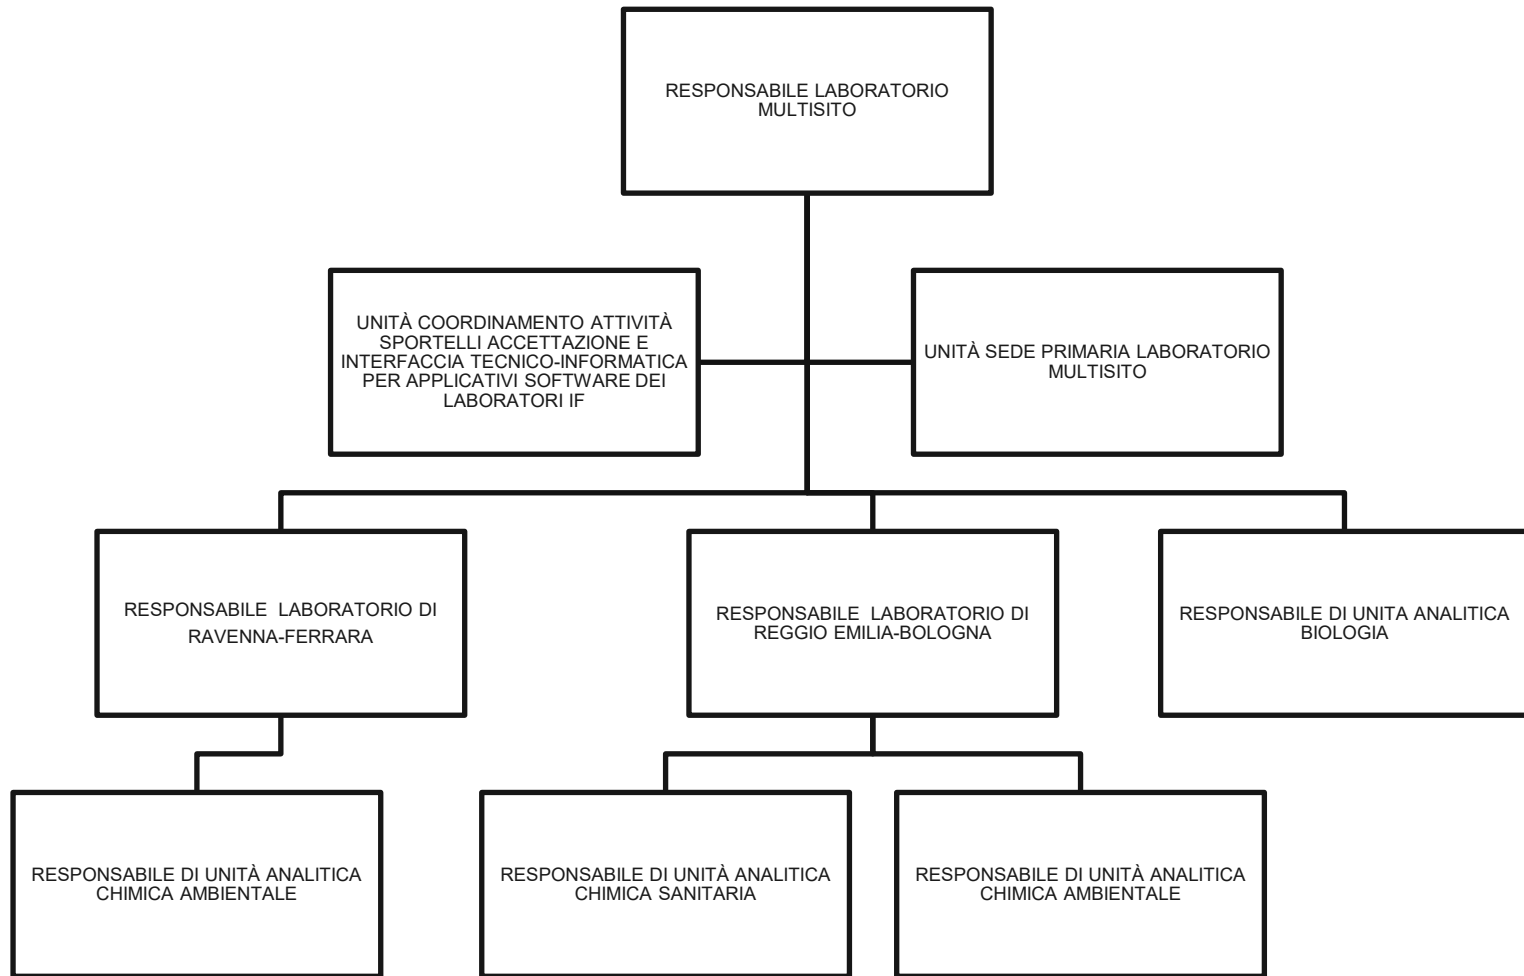 RESPONSABILE LABORATORIO
MULTISITO
UNITÀ COORDINAMENTO ATTIVITÀ
SPORTELLI ACCETTAZIONE E
INTERFACCIA TECNICO-INFORMATICA
PER APPLICATIVI SOFTWARE DEI
LABORATORI IF
UNITÀ SEDE PRIMARIA LABORATORIO
MULTISITO
RESPONSABILE LABORATORIO DI
RAVENNA-FERRARA
RESPONSABILE LABORATORIO DI
REGGIO EMILIA-BOLOGNA
RESPONSABILE DI UNITA ANALITICA
BIOLOGIA
RESPONSABILE DI UNITÀ ANALITICA
CHIMICA AMBIENTALE
RESPONSABILE DI UNITÀ ANALITICA
CHIMICA SANITARIA
RESPONSABILE DI UNITÀ ANALITICA
CHIMICA AMBIENTALE